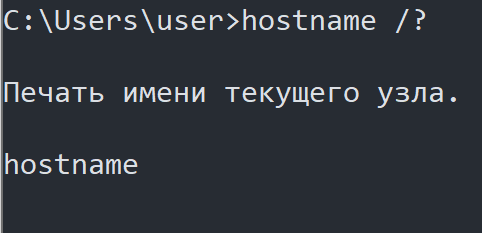 C:\Users\user>hostname /?
Печать имени текущего узла.
hostname